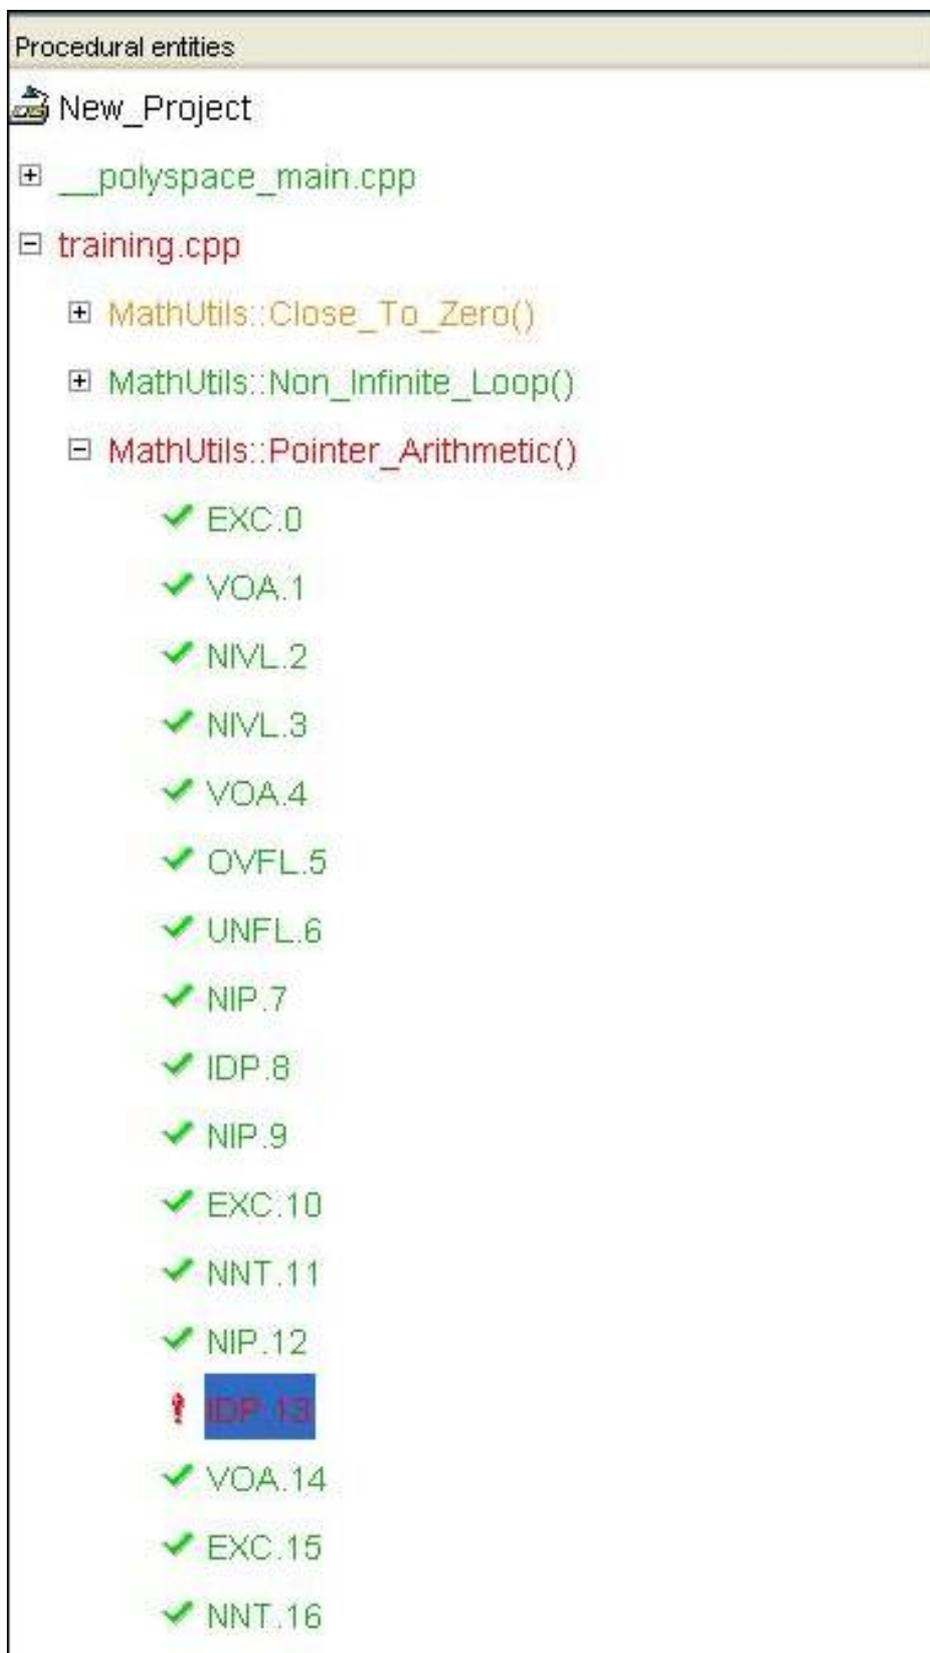 Procedural entities
New_Project
__polyspace_main.cpp
training.cpp
MathUtils::Close_To_Zero()
MathUtils::Non_Infinite_Loop()
MathUtils::Pointer_Arithmetic()
EXC.0
VOA.1
NIVL.2
NIVL.3
VOA.4
OVFL.5
UNFL.6
NIP.7
IDP.8
NIP.9
EXC.10
NNT.11
NIP.12
IDP.13
VOA.14
EXC.15
NNT.16